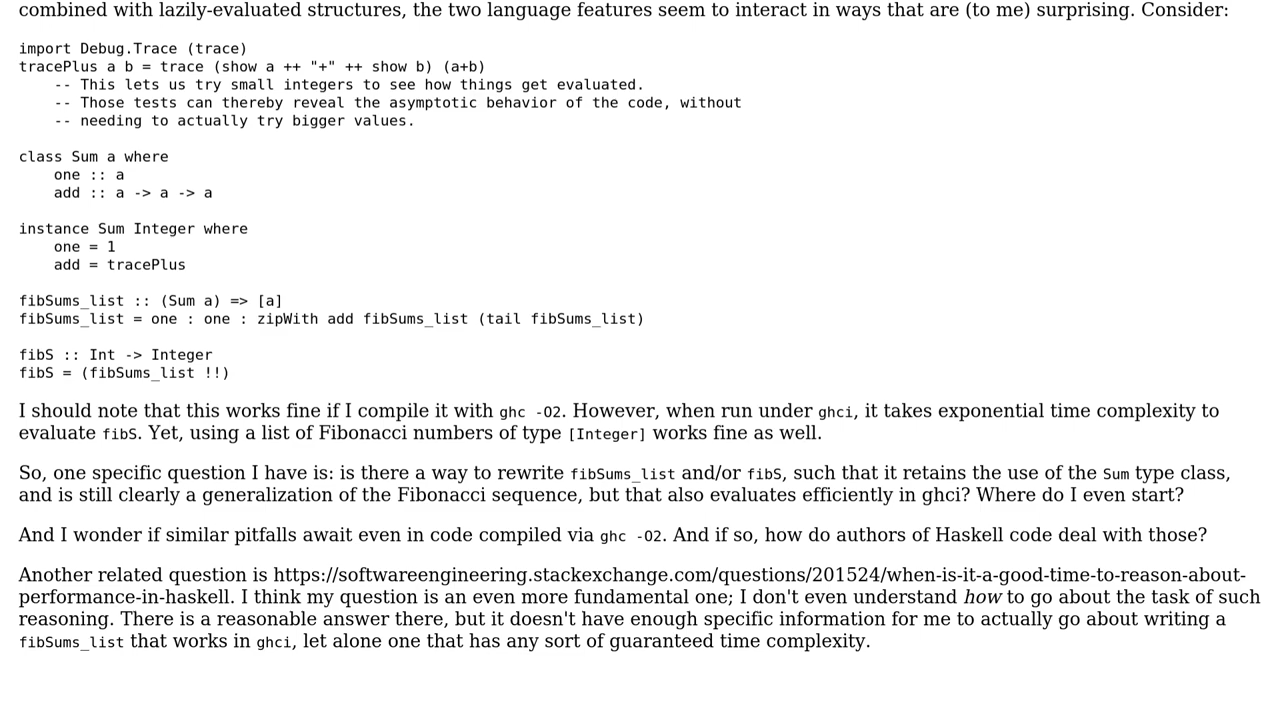 combined with lazily-evaluated structures, the two language features seem to interact in ways that are (to me) surprising. Consider:
import Debug.Trace (trace)
tracePlus a b = trace (show a ++ "+" ++ show b) (a+b)
    -- This lets us try small integers to see how things get evaluated.
    -- Those tests can thereby reveal the asymptotic behavior of the code, without
    -- needing to actually try bigger values.
class Sum a where
    one :: a
    add :: a -> a -> a
instance Sum Integer where
    one = 1
    add = tracePlus
fibSums_list :: (Sum a) => [a]
fibSums_list = one : one : zipWith add fibSums_list (tail fibSums_list)
fibS :: Int -> Integer
fibS = (fibSums_list !!)
I should note that this works fine if I compile it with ghc -O2. However, when run under ghci, it takes exponential time complexity to
evaluate fibS. Yet, using a list of Fibonacci numbers of type [Integer] works fine as well.
So, one specific question I have is: is there a way to rewrite fibSums_list and/or fibS, such that it retains the use of the Sum type class,
and is still clearly a generalization of the Fibonacci sequence, but that also evaluates efficiently in ghci? Where do I even start?
And I wonder if similar pitfalls await even in code compiled via ghc -O2. And if so, how do authors of Haskell code deal with those?
Another related question is https://softwareengineering.stackexchange.com/questions/201524/when-is-it-a-good-time-to-reason-about-
performance-in-haskell. I think my question is an even more fundamental one; I don't even understand how to go about the task of such
reasoning. There is a reasonable answer there, but it doesn't have enough specific information for me to actually go about writing a
fibSums_list that works in ghci, let alone one that has any sort of guaranteed time complexity.